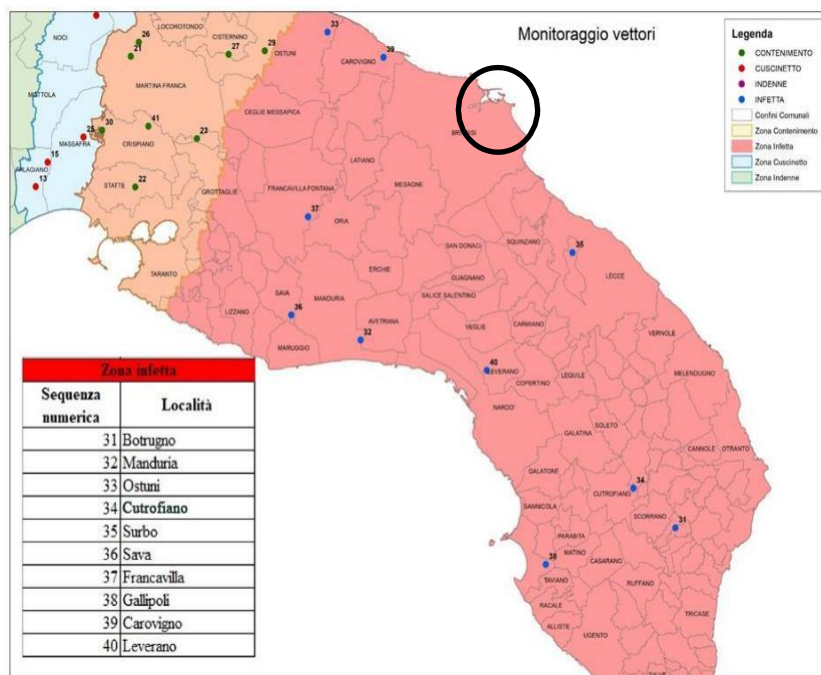 Monitoraggio vettori
Legenda
CONTENIMENTO
CUSCINETTO
INDENNE
INFETTA
Confini Comunali
Zona Contenimento
Zona Infetta
Zona Cuscinetto
Zona Indenne
NOCI
LOCOROTONDO
CISTERNINO
26
21
27
29
OSTUNI
33
CAROVIGNO
39
MOTTOLA
MARTINA FRANCA
CEGLIE MESSAPICA
BRINDISI
25
MASSAFRA
30
41
23
CRISPIANO
LATIANO
15
PALAGIANO
13
STATTE
22
GROTTAGLIE
FRANCAVILLA FONTANA
MESAGNE
37
ORIA
TARANTO
SAN DONACI
SQUINZANO
35
LECCE
ERCHIE
GUAGNANO
SALICE SALENTINO
LIZZANO
SAVA
36
MANDURIA
AVETRANA
32
MARUGGIO
VEGLIE
CARMIANO
VERNOLE
40
LEVERANO
COPERTINO
LEQUILE
MELENDUGNO
NARDO'
SOLETO
GALATINA
CANNOLE
OTRANTO
GALATONE
34
CUTROFIANO
SANNICOLA
SCORRANO
31
PARABITA
MATINO
38
CASARANO
TAVIANO
RUFFANO
RACALE
ALLISTE
UGENTO
TRICASE
Zona infetta
Sequenza numerica Località
31 Botrugno
32 Manduria
33 Ostuni
34 Cutrofiano
35 Surbo
36 Sava
37 Francavilla
38 Gallipoli
39 Carovigno
40 Leverano